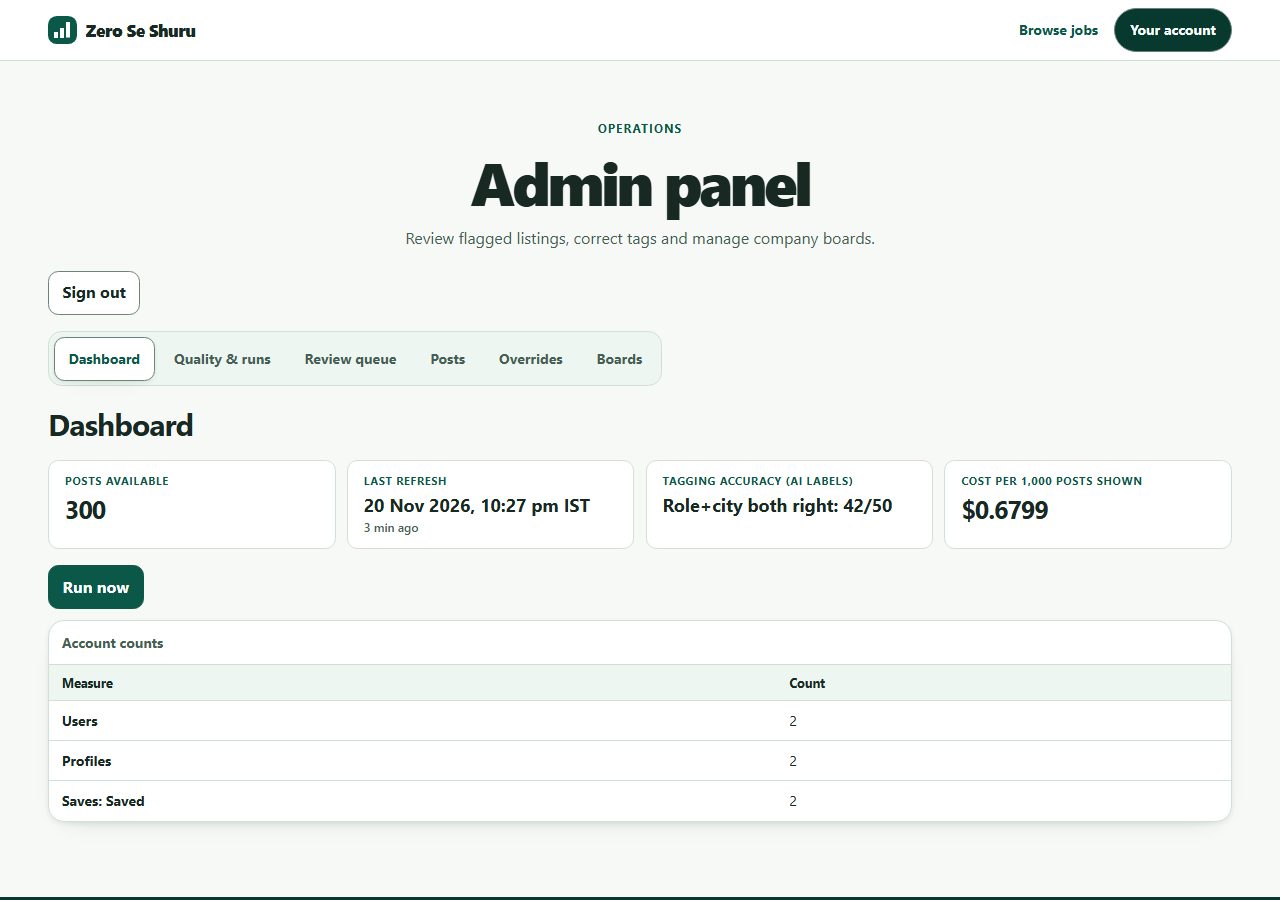 Zero Se Shuru
Browse jobs
Your account
OPERATIONS
Admin panel
Review flagged listings, correct tags and manage company boards.
Sign out
Dashboard
Quality & runs
Review queue
Posts
Overrides
Boards
Dashboard
POSTS AVAILABLE
300
LAST REFRESH
20 Nov 2026, 10:27 pm IST
3 min ago
TAGGING ACCURACY (AI LABELS)
Role+city both right: 42/50
COST PER 1,000 POSTS SHOWN
$0.6799
Run now
Account counts
Measure Count
Users 2
Profiles 2
Saves: Saved 2